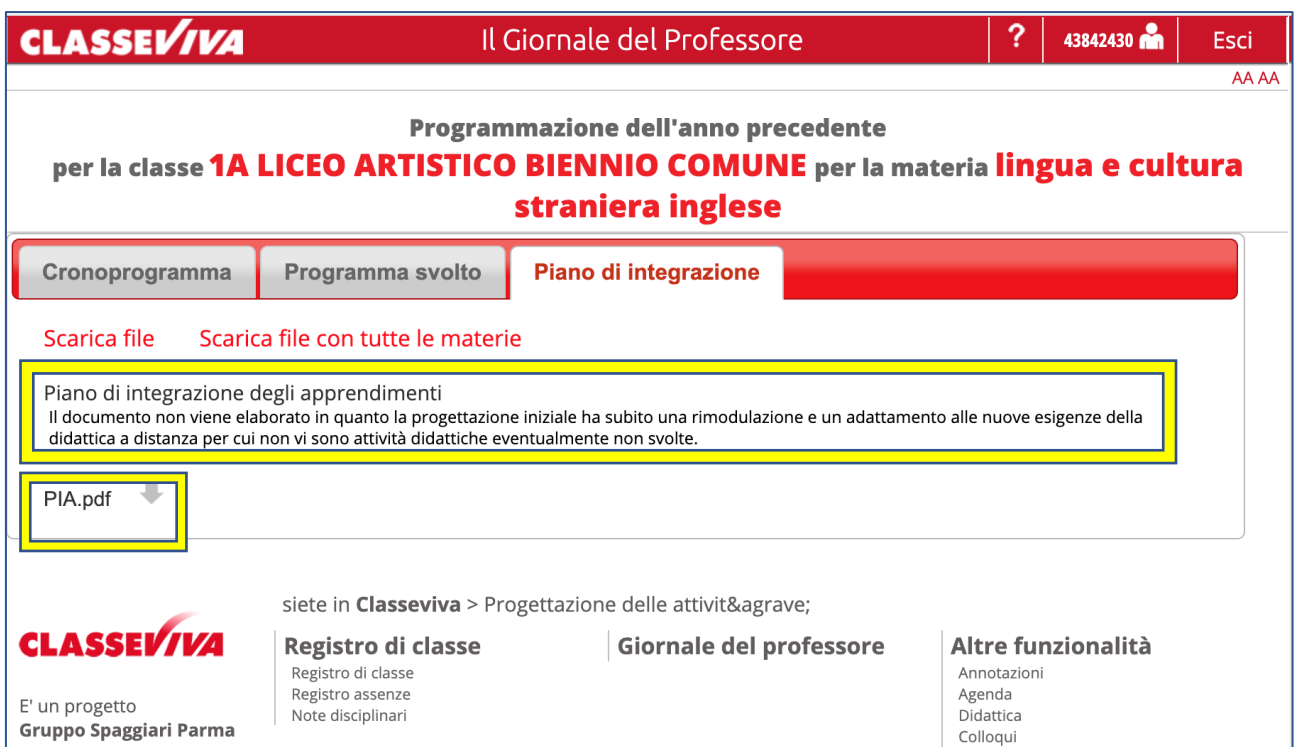 CLASSEVIVA
Il Giornale del Professore
?
43842430
Esci
AA AA
Programmazione dell'anno precedente
per la classe 1A LICEO ARTISTICO BIENNIO COMUNE per la materia lingua e cultura
straniera inglese
Cronoprogramma
Programma svolto
Piano di integrazione
Scarica file
Scarica file con tutte le materie
Piano di integrazione degli apprendimenti
Il documento non viene elaborato in quanto la progettazione iniziale ha subito una rimodulazione e un adattamento alle nuove esigenze della
didattica a distanza per cui non vi sono attività didattiche eventualmente non svolte.
PIA.pdf
siete in Classeviva > Progettazione delle attivit&agrave;
CLASSEVIVA
E' un progetto
Gruppo Spaggiari Parma
Registro di classe
Registro di classe
Registro assenze
Note disciplinari
Giornale del professore
Altre funzionalità
Annotazioni
Agenda
Didattica
Colloqui